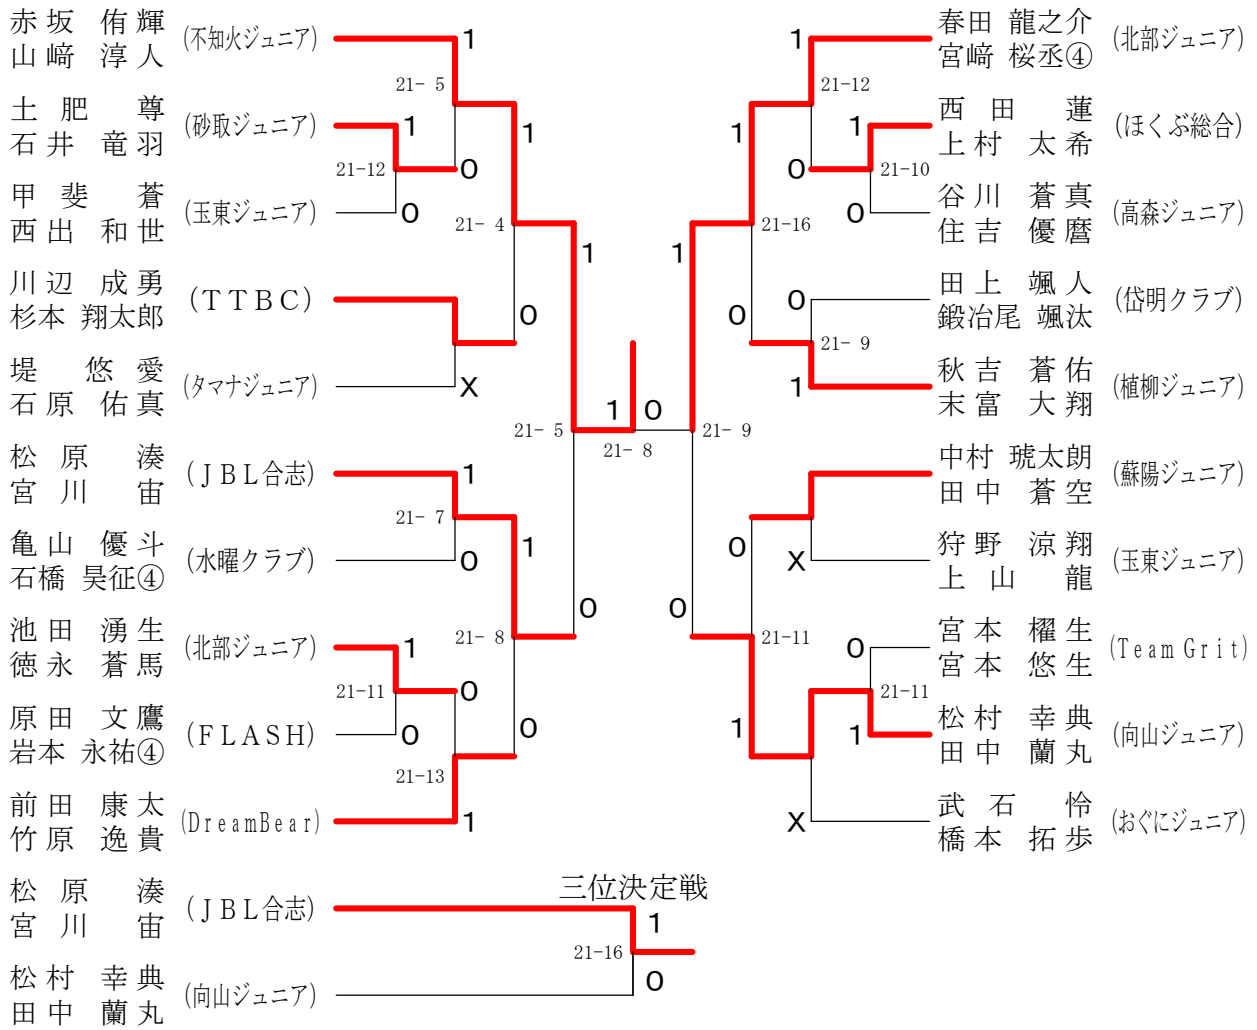 赤坂 侑輝
山﨑 淳人
(不知火ジュニア)
1
21- 5
土肥 尊
石井 竜羽
(砂取ジュニア)
1
21-12
0
甲斐 蒼
西出 和世
(玉東ジュニア)
0
1
21- 4
川辺 成勇
杉本 翔太郎
(TTBC)
0
堤 悠愛
石原 佑真
(タマナジュニア)
X
1
21- 5
松原 湊
宮川 宙
(JBL合志)
1
21- 7
亀山 優斗
石橋 昊征④
(水曜クラブ)
0
1
21- 8
0
池田 湧生
徳永 蒼馬
(北部ジュニア)
1
21-11
0
原田 文鷹
岩本 永祐④
(FLASH)
0
0
21-13
前田 康太
竹原 逸貴
(DreamBear)
1
1
0
21- 8
春田 龍之介
宮﨑 桜丞④
(北部ジュニア)
1
21-12
西田 蓮
上村 太希
(ほくぶ総合)
1
0
21-10
谷川 蒼真
住吉 優麿
(高森ジュニア)
0
1
21-16
田上 颯人
鍛冶尾 颯汰
(岱明クラブ)
0
0
21- 9
秋吉 蒼佑
末富 大翔
(植柳ジュニア)
1
1
21- 9
中村 琥太朗
田中 蒼空
(蘇陽ジュニア)
0
狩野 涼翔
上山 龍
(玉東ジュニア)
X
0
21-11
宮本 櫂生
宮本 悠生
(Team Grit)
0
21-11
松村 幸典
田中 蘭丸
(向山ジュニア)
1
1
武石 怜
橋本 拓歩
(おぐにジュニア)
X
三位決定戦
松原 湊
宮川 宙
(JBL合志)
1
21-16
松村 幸典
田中 蘭丸
(向山ジュニア)
0